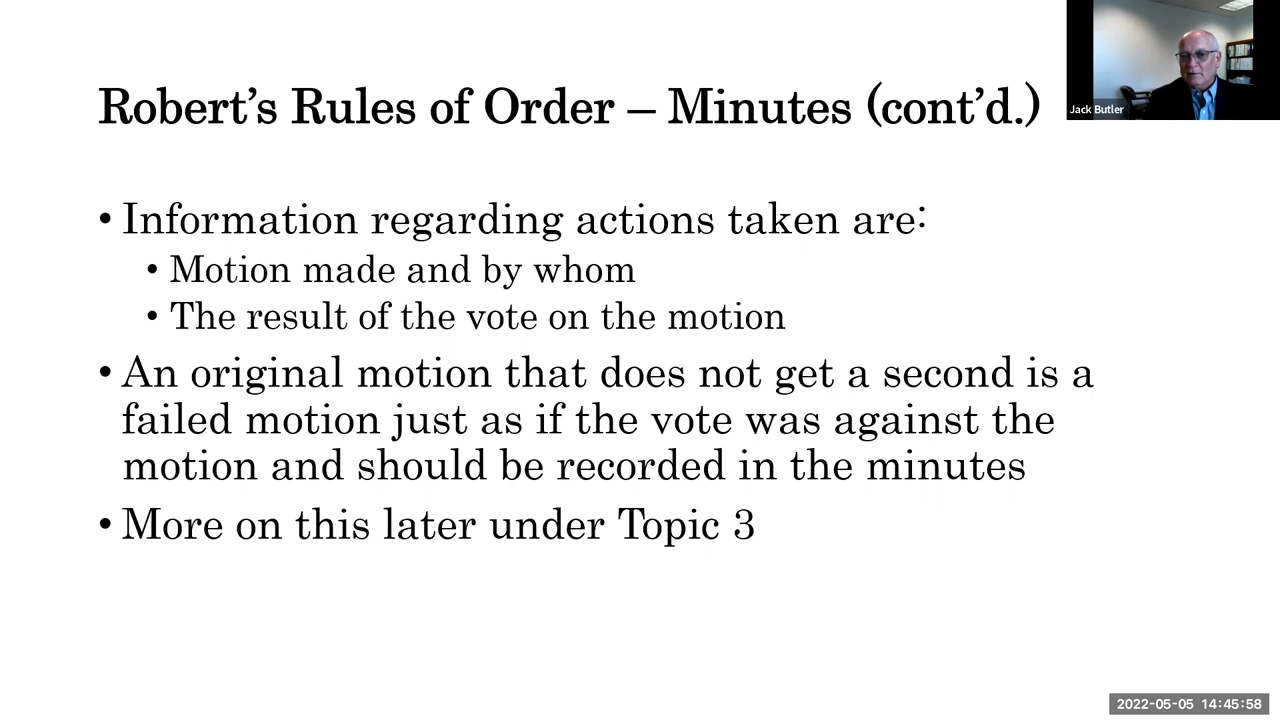 Robert’s Rules of Order – Minutes (cont’d.)
Jack Butler
• Information regarding actions taken are:
• Motion made and by whom
• The result of the vote on the motion
• An original motion that does not get a second is a
failed motion just as if the vote was against the
motion and should be recorded in the minutes
• More on this later under Topic 3
2022-05-05 14:45:58